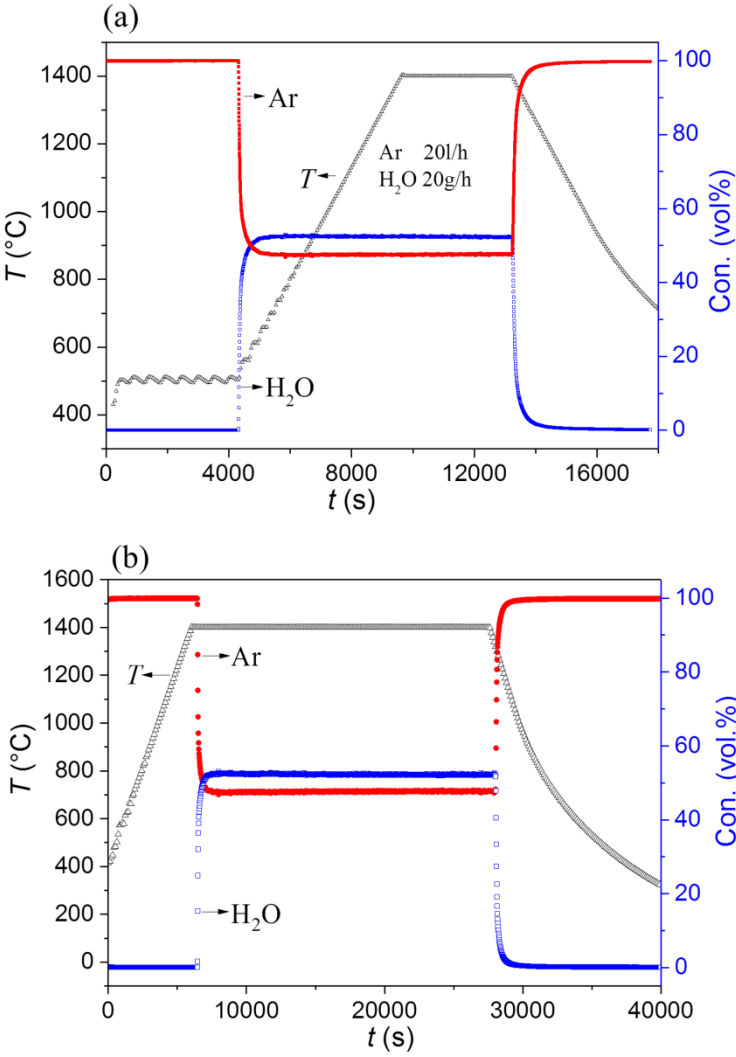 (a)
1400
1200
1000
800
600
400
T (°C)
Ar
T
Ar 20l/h
H₂O 20g/h
H₂O
100
80
60
40
20
0
Con. (vol%)
0 4000 8000 12000 16000
t (s)
(b)
1600
1400
1200
1000
800
600
400
200
0
T (°C)
T
Ar
H₂O
100
80
60
40
20
0
Con. (vol.%)
0 10000 20000 30000 40000
t (s)